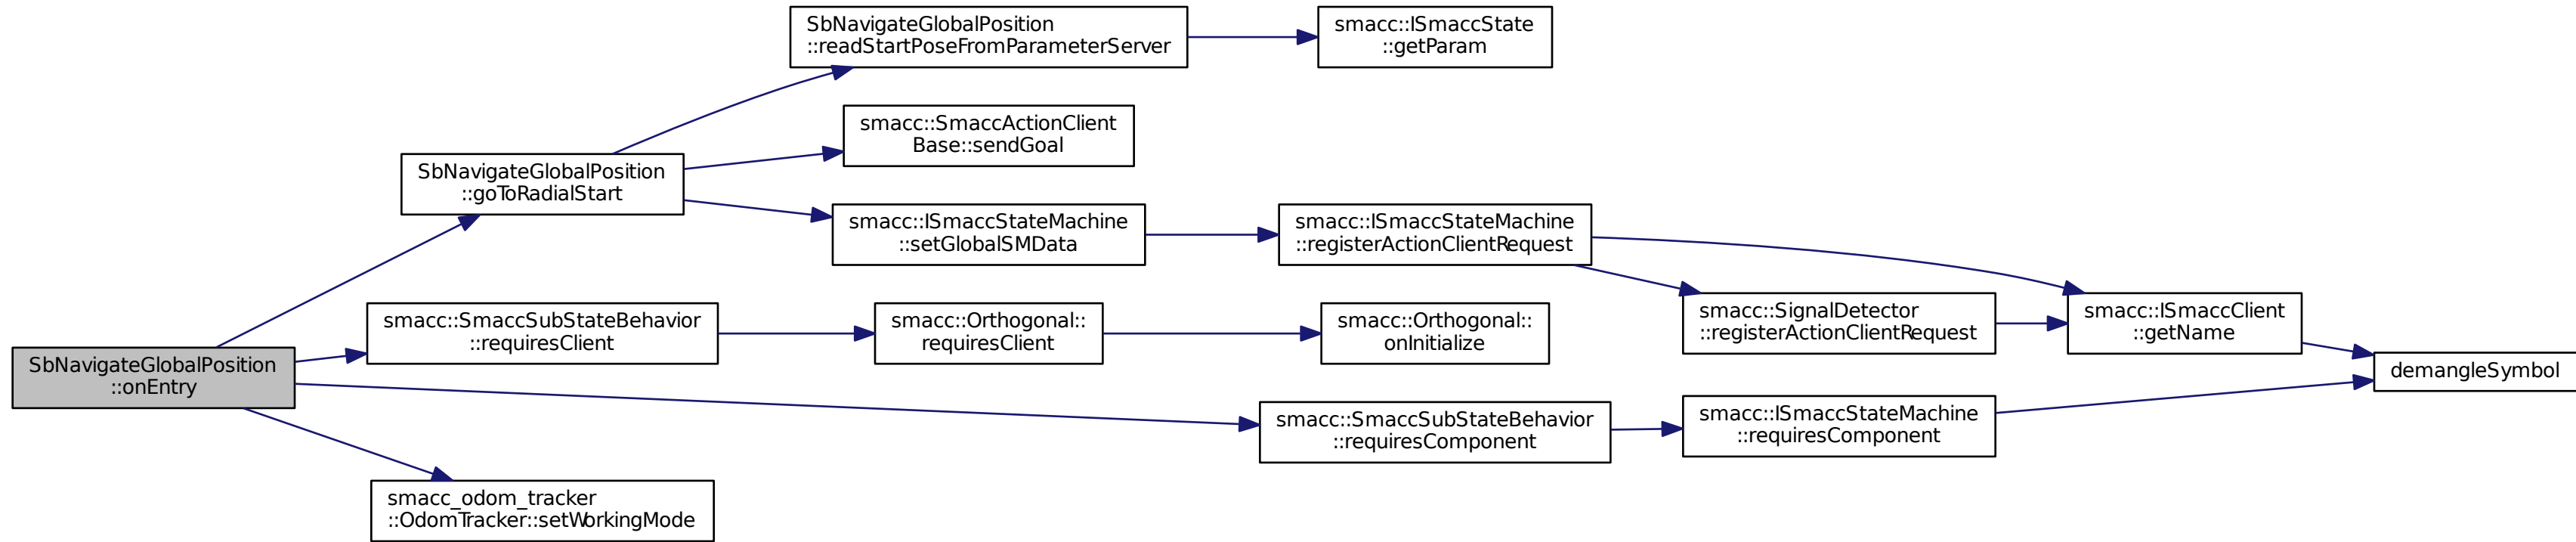 SbNavigateGlobalPosition
::readStartPoseFromParameterServer
smacc::ISmaccState
::getParam
smacc::SmaccActionClient
Base::sendGoal
SbNavigateGlobalPosition
::goToRadialStart
smacc::ISmaccStateMachine
::setGlobalSMData
smacc::ISmaccStateMachine
::registerActionClientRequest
smacc::SmaccSubStateBehavior
::requiresClient
smacc::Orthogonal::
requiresClient
smacc::Orthogonal::
onInitialize
smacc::SignalDetector
::registerActionClientRequest
smacc::ISmaccClient
::getName
SbNavigateGlobalPosition
::onEntry
demangleSymbol
smacc::SmaccSubStateBehavior
::requiresComponent
smacc::ISmaccStateMachine
::requiresComponent
smacc_odom_tracker
::OdomTracker::setWorkingMode